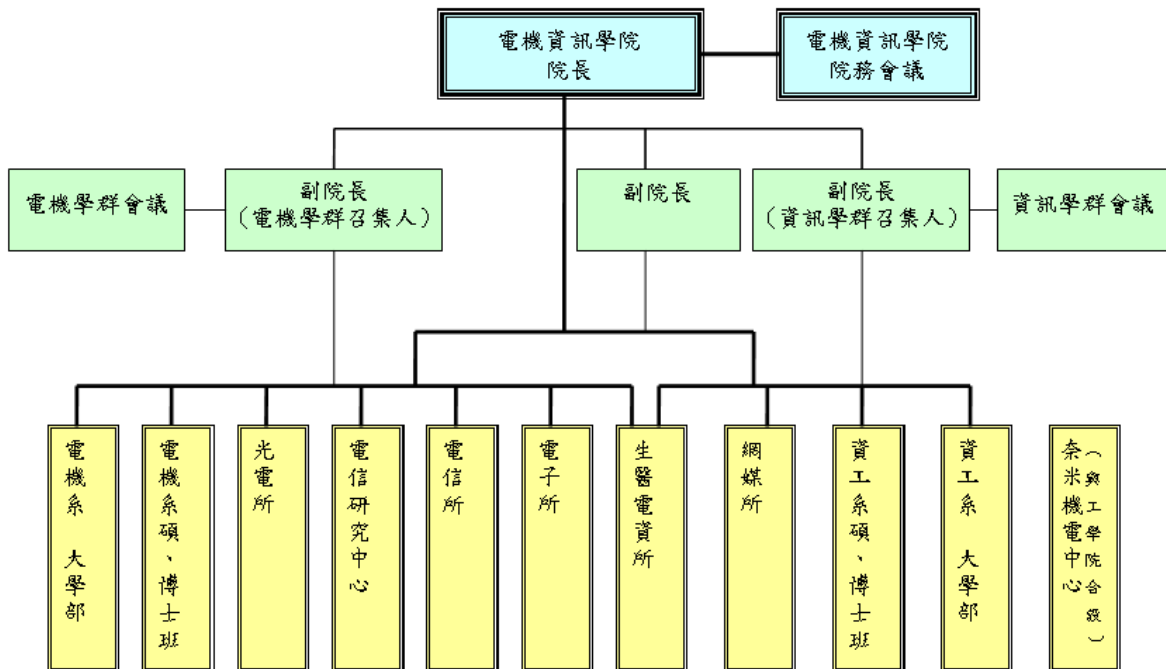 電機資訊學院
院長
電機資訊學院
院務會議
電機學群會議
副院長
（電機學群召集人）
副院長
副院長
（資訊學群召集人）
資訊學群會議
電機系 大學部
電機系碩、博士班
光電所
電信研究中心
電信所
電子所
生醫電資所
網媒所
資工系碩、博士班
資工系 大學部
（與工學院合設）
奈米機電中心